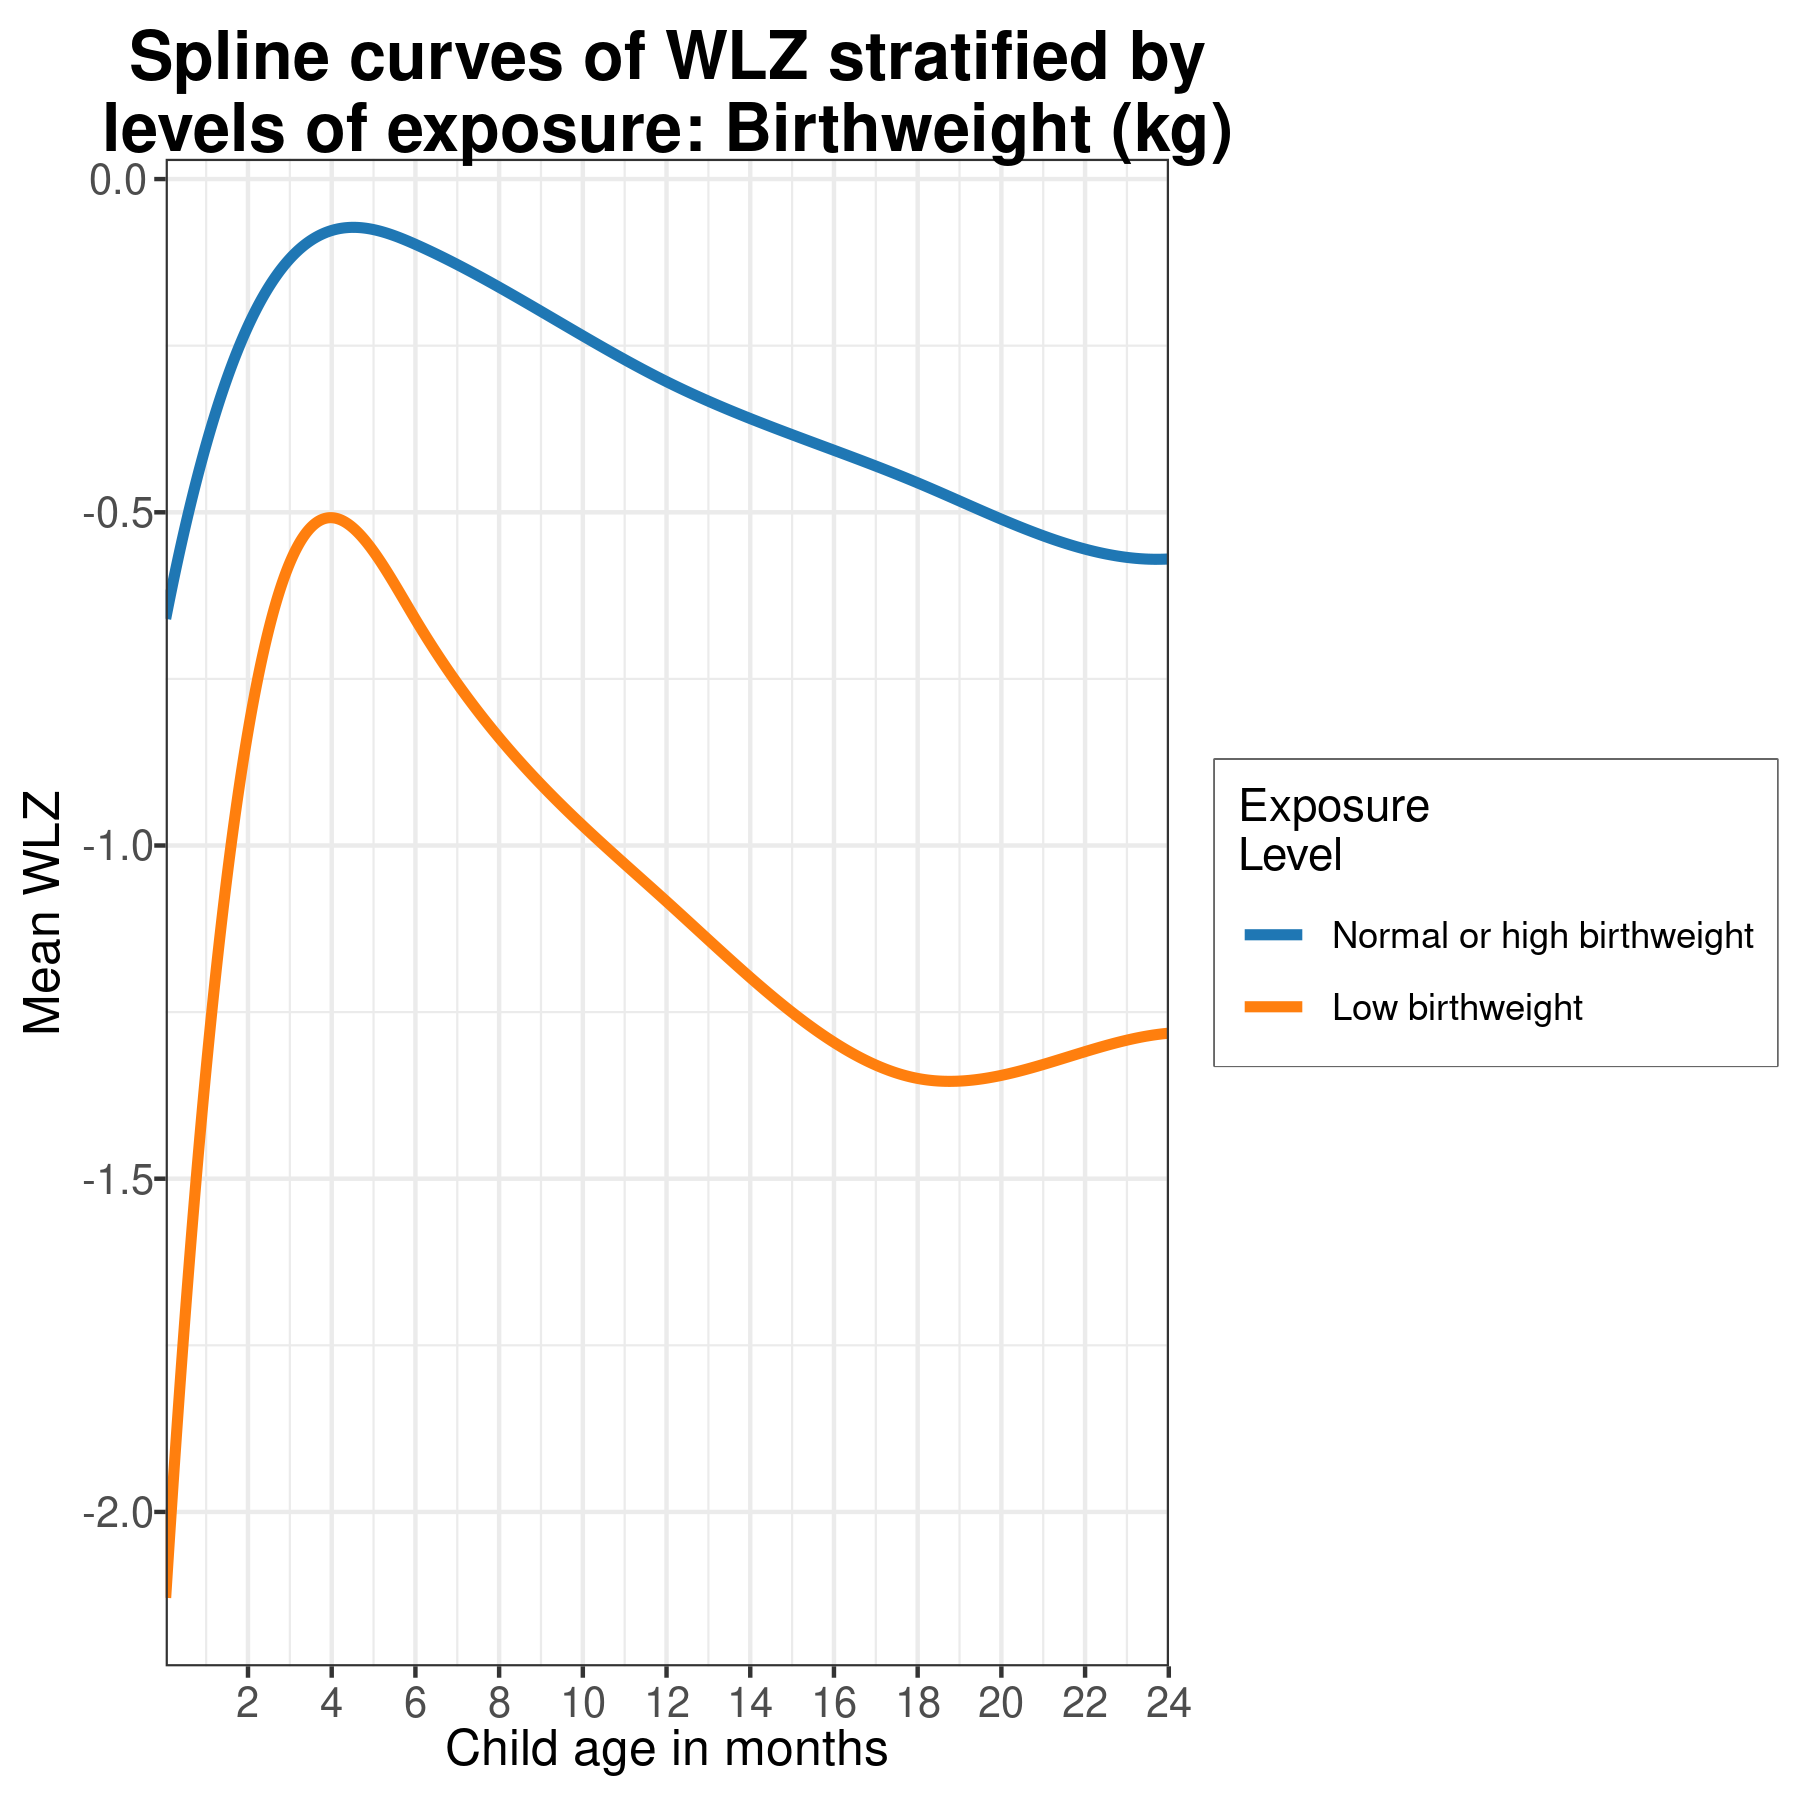 Spline curves of WLZ stratified by
levels of exposure: Birthweight (kg)
0.0
-0.5
-1.0
-1.5
-2.0
Mean WLZ
2 4 6 8 10 12 14 16 18 20 22 24
Child age in months
Exposure
Level
Normal or high birthweight
Low birthweight